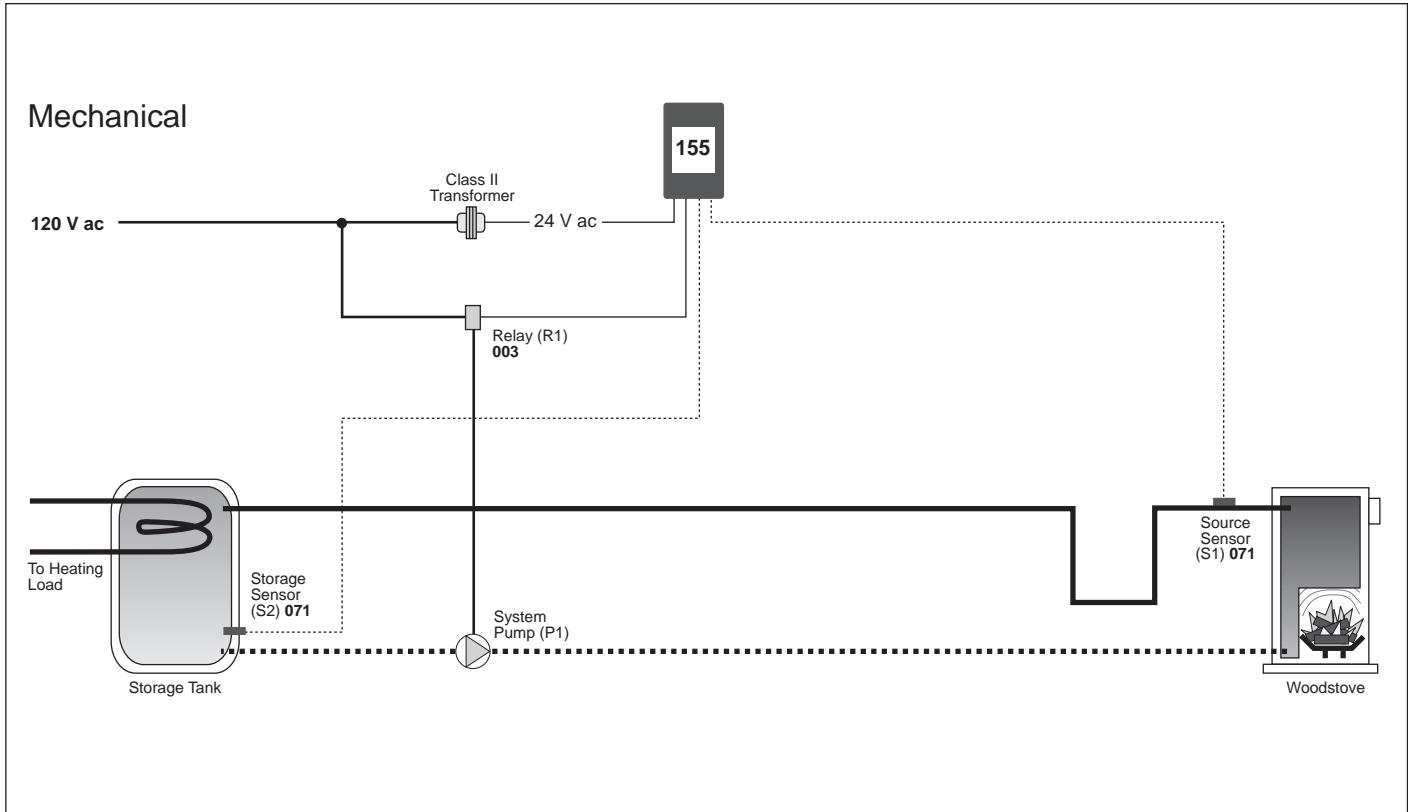 Mechanical
155
Class II
Transformer
120 V ac
24 V ac
Relay (R1)
003
Source
Sensor
(S1) 071
To Heating
Load
Storage
Sensor
(S2) 071
System
Pump (P1)
Storage Tank
Woodstove